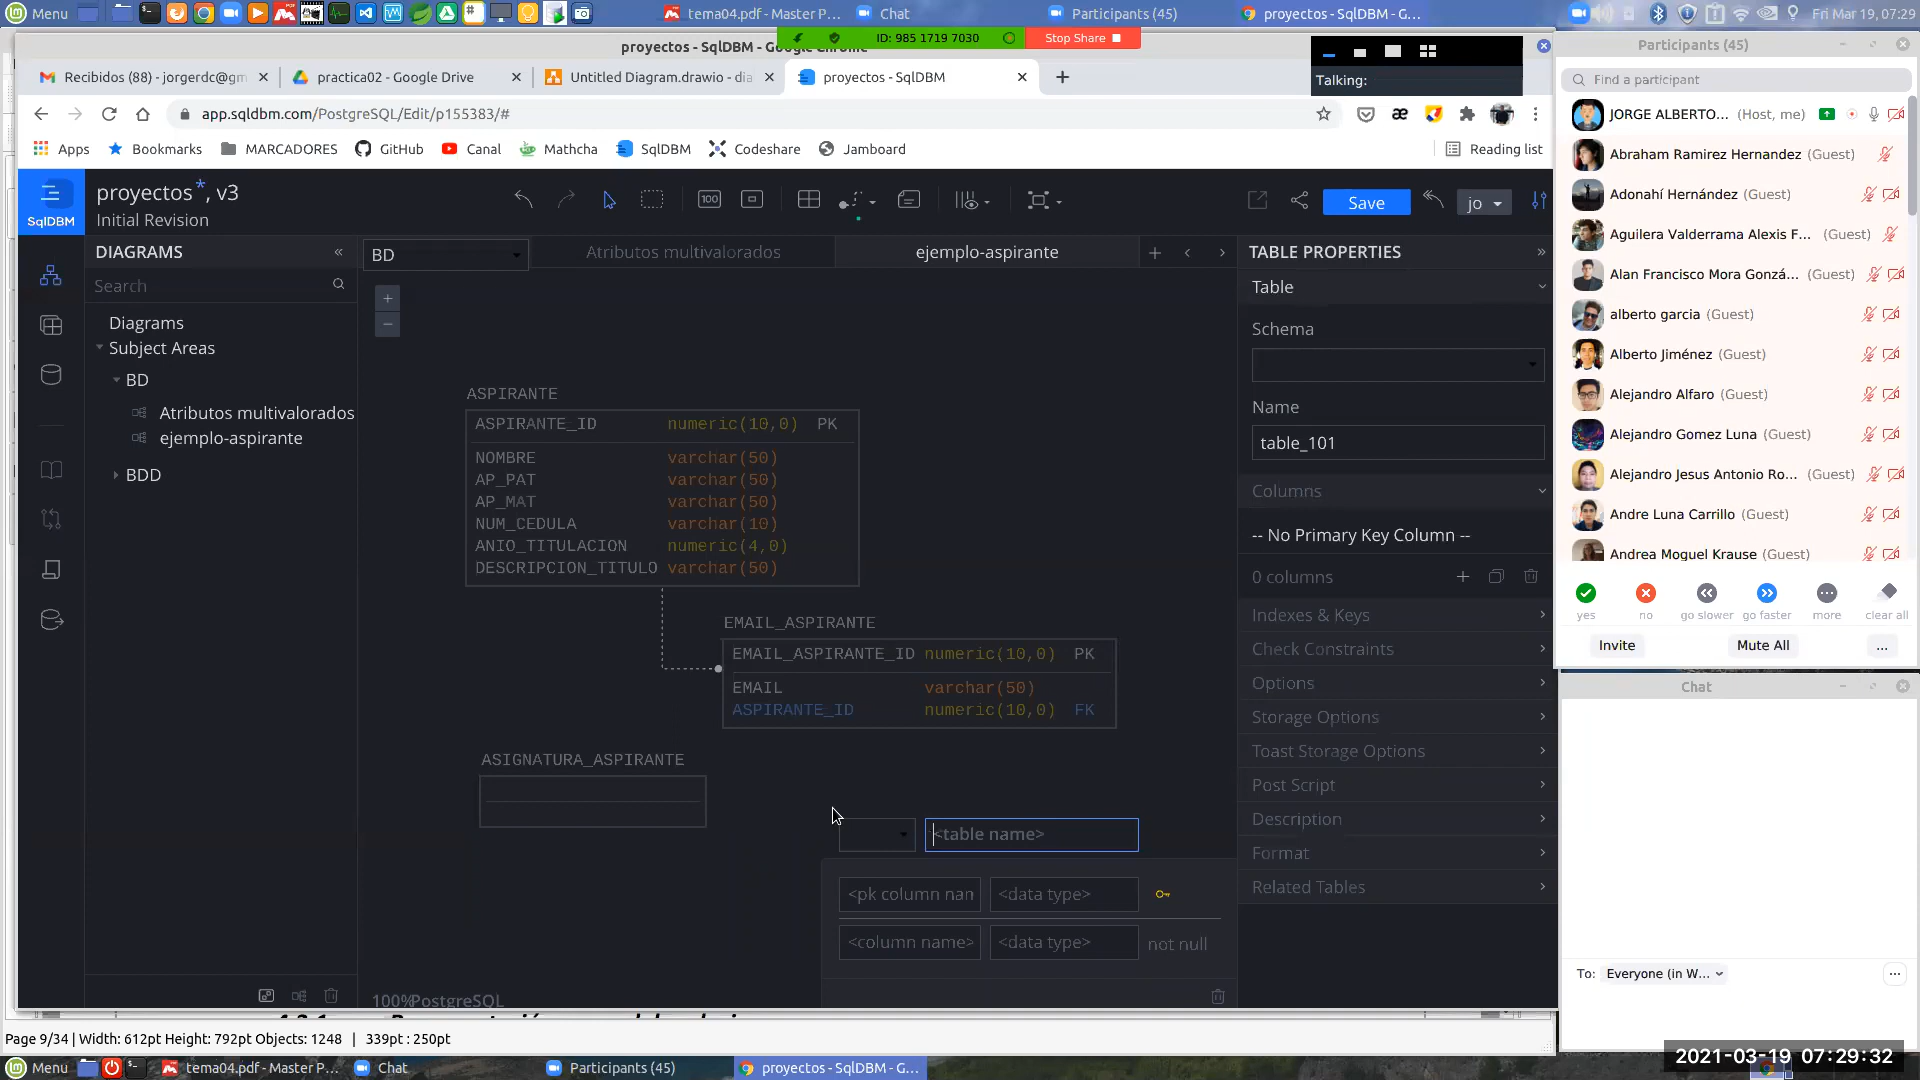 Menu
tema04.pdf - Master P...
Chat
Participants (45)
proyectos - SqlDBM - G...
Fri Mar 19, 07:29
proyectos - SqlDBM - Google Chrome
ID: 985 1719 7030
Stop Share
Talking:
Recibidos (88) - jorgerdc@gm
practica02 - Google Drive
Untitled Diagram.drawio - dia
proyectos - SqlDBM
app.sqldbm.com/PostgreSQL/Edit/p155383/#
Apps
Bookmarks
MARCADORES
GitHub
Canal
Mathcha
SqlDBM
Codeshare
Jamboard
Reading list
SqlDBM
proyectos*, v3
Initial Revision
100
Save
jo
DIAGRAMS
Search
Diagrams
Subject Areas
BD
Atributos multivalorados
ejemplo-aspirante
BDD
BD
Atributos multivalorados
ejemplo-aspirante
ASPIRANTE
ASPIRANTE_ID numeric(10,0) PK
NOMBRE varchar(50)
AP_PAT varchar(50)
AP_MAT varchar(50)
NUM_CEDULA varchar(10)
ANIO_TITULACION numeric(4,0)
DESCRIPCION_TITULO varchar(50)
EMAIL_ASPIRANTE
EMAIL_ASPIRANTE_ID numeric(10,0) PK
EMAIL varchar(50)
ASPIRANTE_ID numeric(10,0) FK
ASIGNATURA_ASPIRANTE
<table name>
<pk column nam <data type>
<column name> <data type> not null
100%PostgreSQL
TABLE PROPERTIES
Table
Schema
Name
table_101
Columns
-- No Primary Key Column --
0 columns
Indexes & Keys
Check Constraints
Options
Storage Options
Toast Storage Options
Post Script
Description
Format
Related Tables
Participants (45)
Find a participant
JORGE ALBERTO... (Host, me)
Abraham Ramirez Hernandez (Guest)
Adonahí Hernández (Guest)
Aguilera Valderrama Alexis F... (Guest)
Alan Francisco Mora Gonzá... (Guest)
alberto garcia (Guest)
Alberto Jiménez (Guest)
Alejandro Alfaro (Guest)
Alejandro Gomez Luna (Guest)
Alejandro Jesus Antonio Ro... (Guest)
Andre Luna Carrillo (Guest)
Andrea Moguel Krause (Guest)
yes
no
go slower
go faster
more
clear all
Invite
Mute All
...
Chat
To: Everyone (in W...
Page 9/34 | Width: 612pt Height: 792pt Objects: 1248 | 339pt : 250pt
Menu
tema04.pdf - Master P...
Chat
Participants (45)
proyectos - SqlDBM - G...
2021-03-19 07:29:32